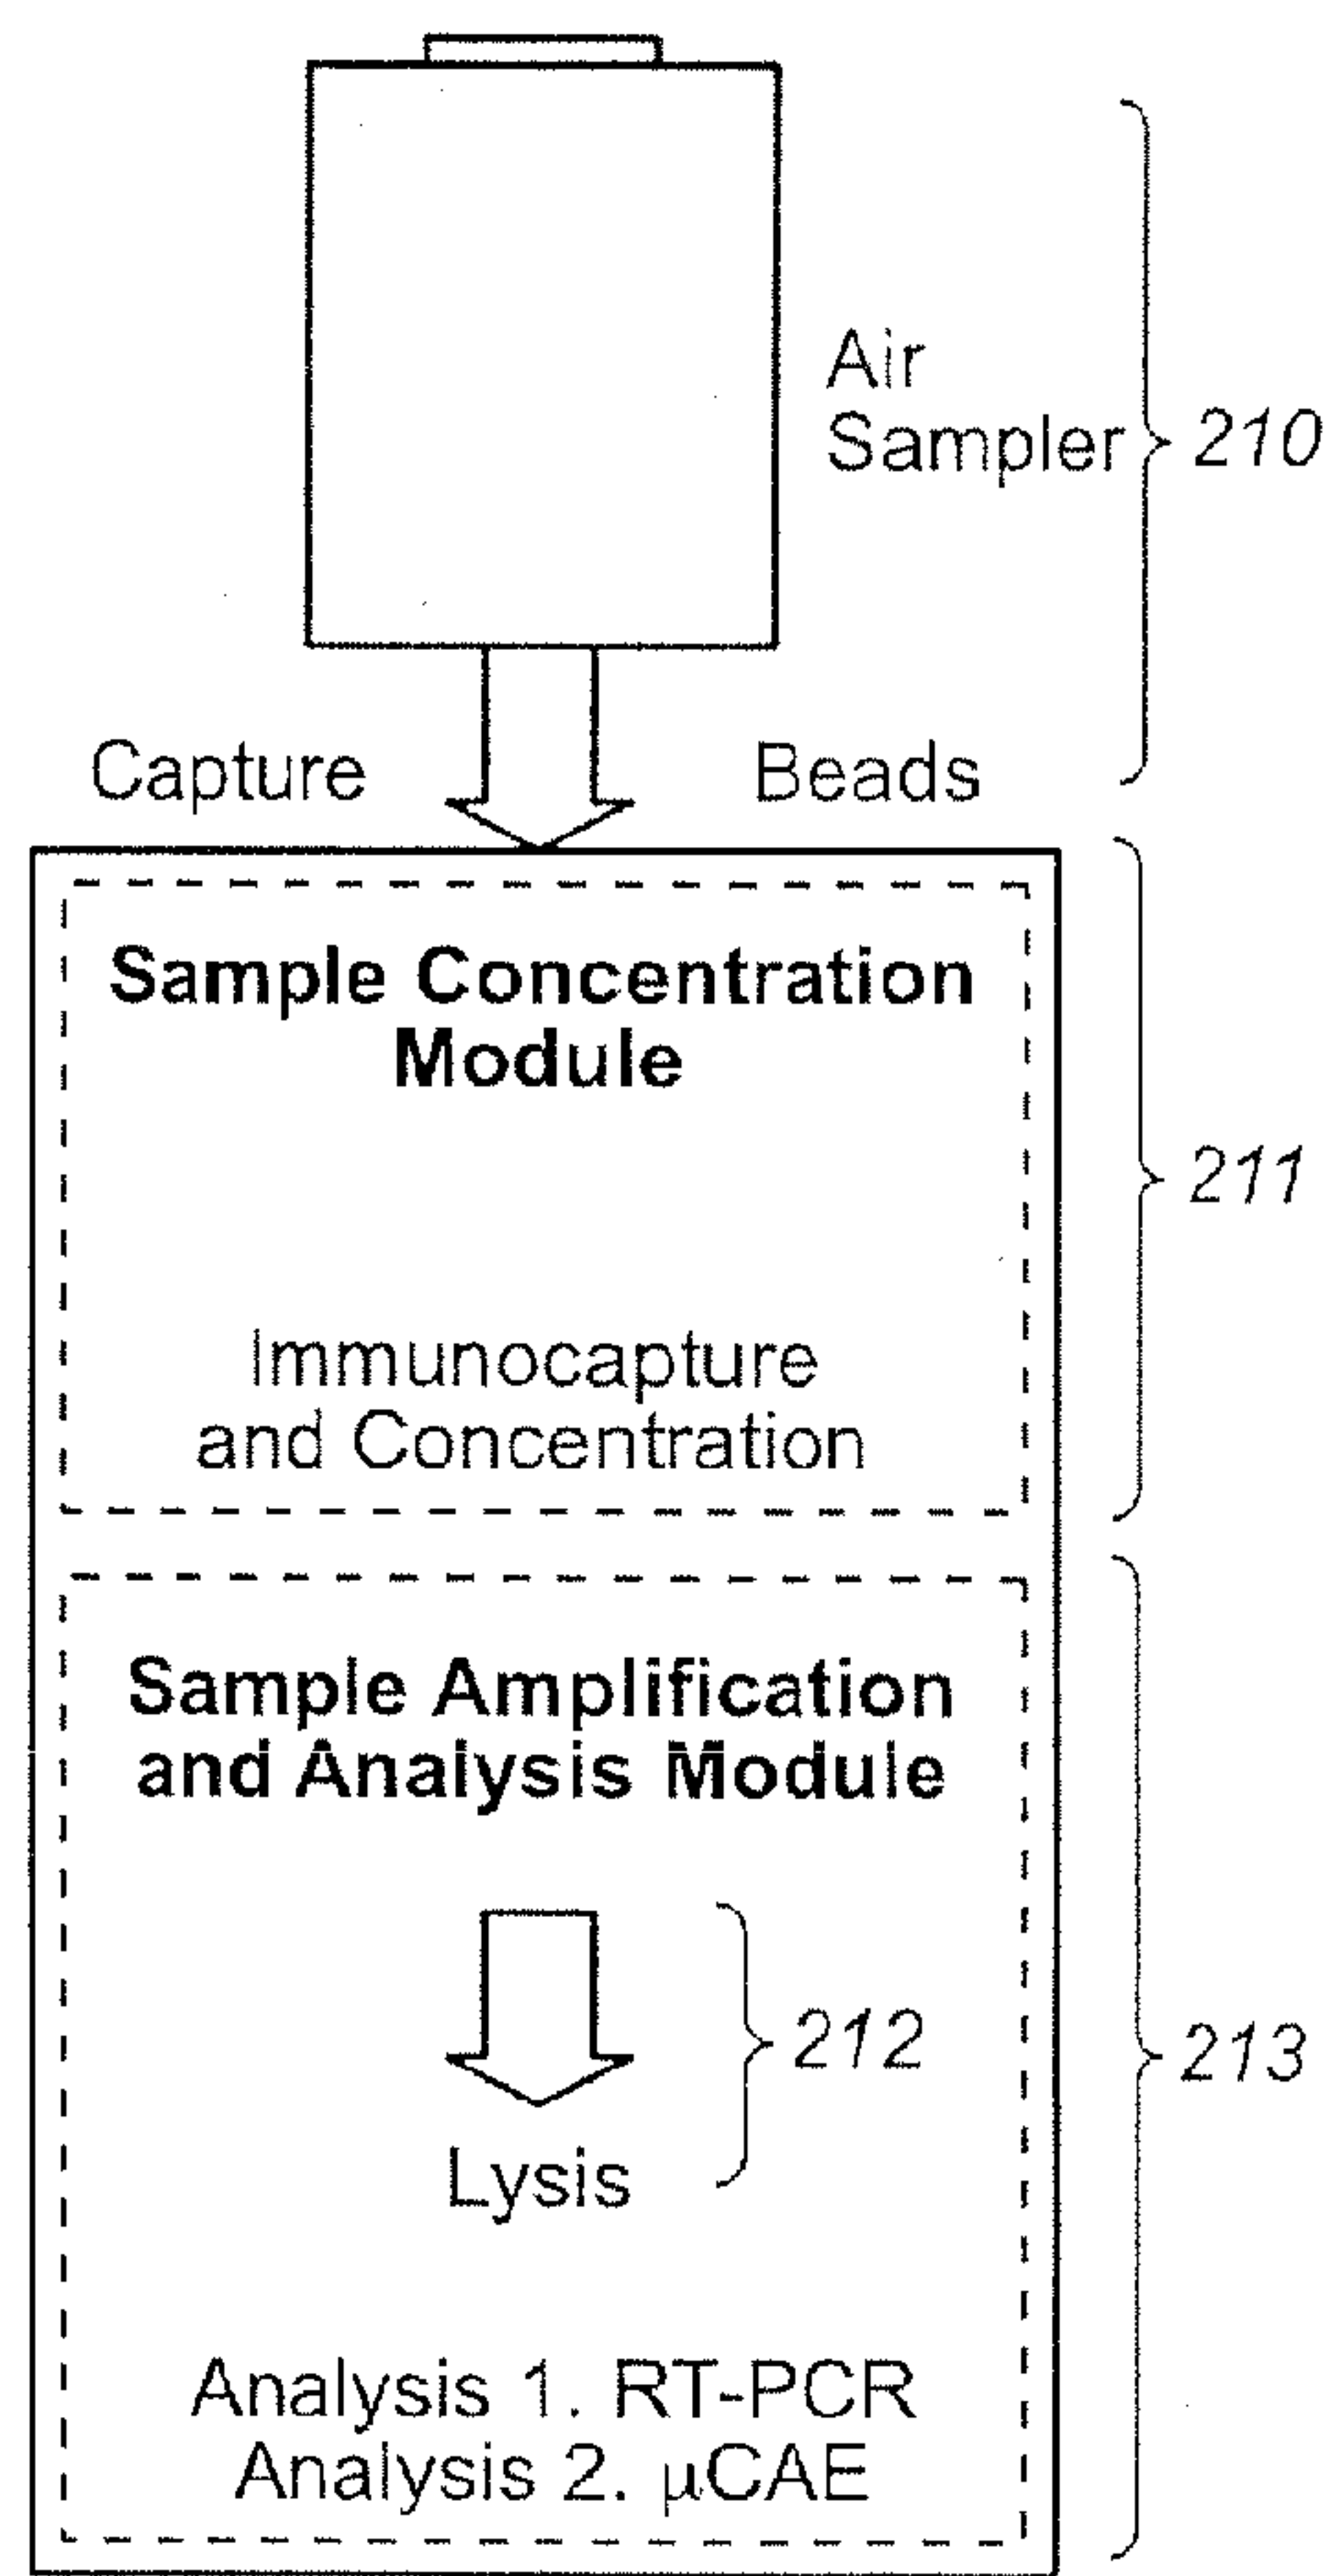 Air
Sampler
210
Capture
Beads
Sample Concentration
Module
211
Immunocapture
and Concentration
Sample Amplification
and Analysis Module
212
213
Lysis
Analysis 1. RT-PCR
Analysis 2. µCAE